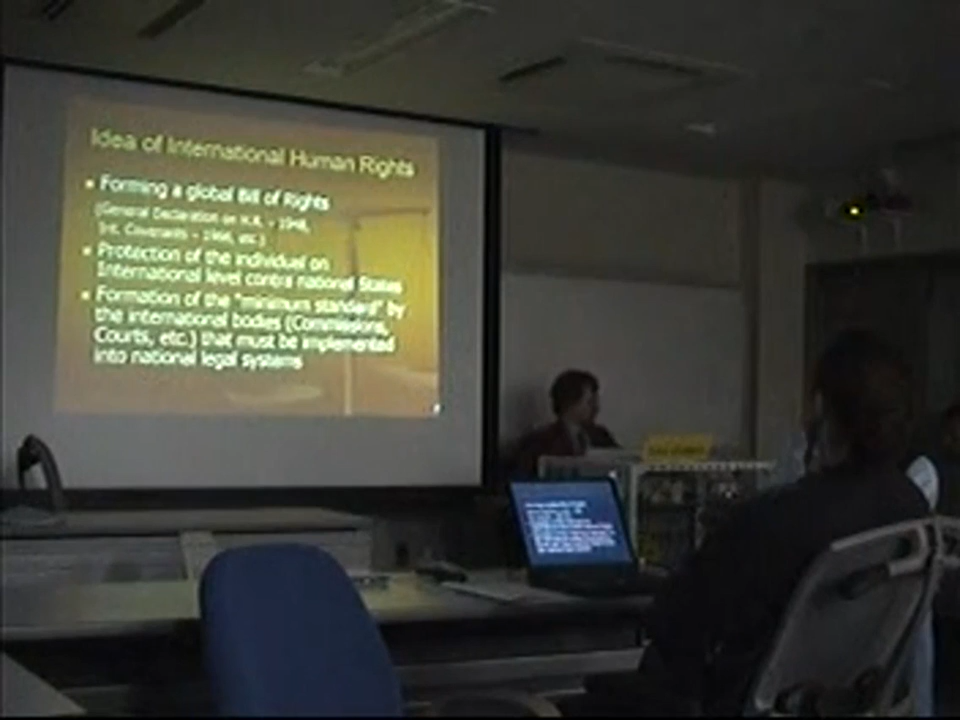 Idea of International Human Rights
Forming a global Bill of Rights
(General Declaration on H.R. - 1948,
Int. Covenants - 1966, etc.)
Protection of the individual on
International level contra national States
Formation of the "minimum standard" by
the international bodies (Commissions,
Courts, etc.) that must be implemented
into national legal systems